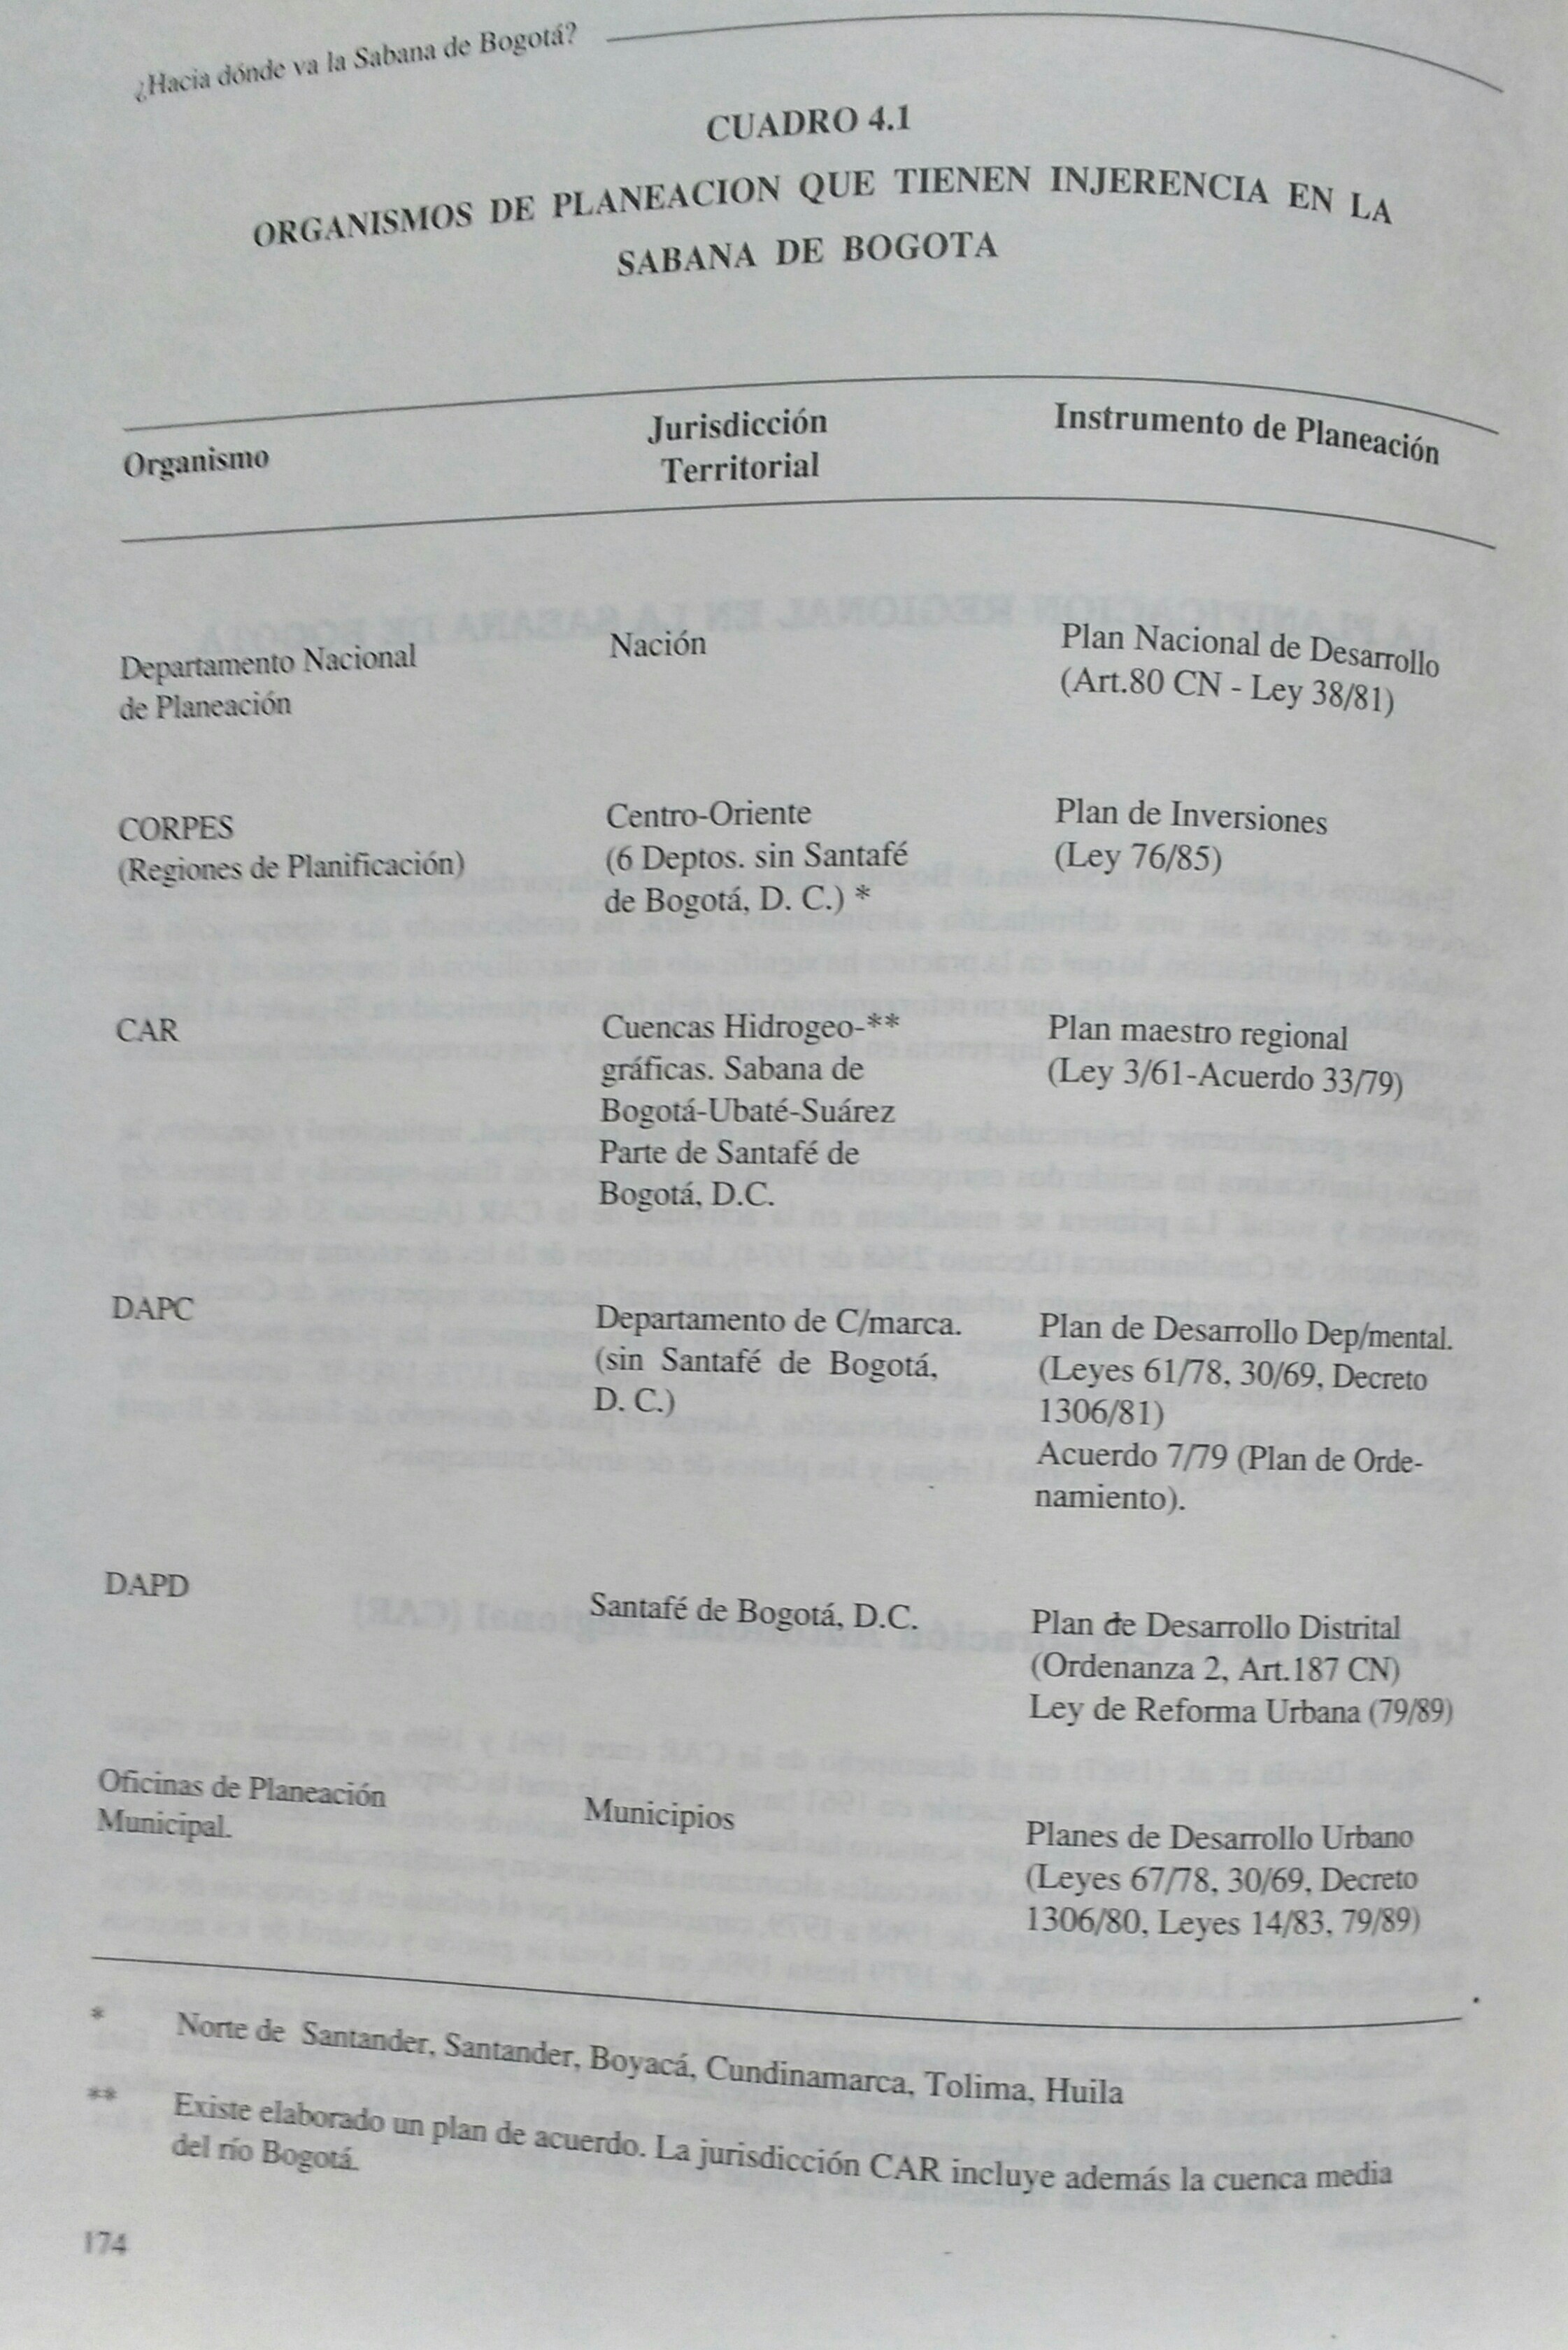 ¿Hacia dónde va la Sabana de Bogotá?
CUADRO 4.1
ORGANISMOS DE PLANEACION QUE TIENEN INJERENCIA EN LA
SABANA DE BOGOTA
Organismo
Jurisdicción
Territorial
Instrumento de Planeación
Departamento Nacional
de Planeación
Nación
Plan Nacional de Desarrollo
(Art.80 CN - Ley 38/81)
CORPES
(Regiones de Planificación)
Centro-Oriente
(6 Deptos. sin Santafé
de Bogotá, D. C.) *
Plan de Inversiones
(Ley 76/85)
CAR
Cuencas Hidrogeo-**
gráficas. Sabana de
Bogotá-Ubaté-Suárez
Parte de Santafé de
Bogotá, D.C.
Plan maestro regional
(Ley 3/61-Acuerdo 33/79)
DAPC
Departamento de C/marca.
(sin Santafé de Bogotá,
D. C.)
Plan de Desarrollo Dep/mental.
(Leyes 61/78, 30/69, Decreto
1306/81)
Acuerdo 7/79 (Plan de Orde-
namiento).
DAPD
Santafé de Bogotá, D.C.
Plan de Desarrollo Distrital
(Ordenanza 2, Art.187 CN)
Ley de Reforma Urbana (79/89)
Oficinas de Planeación
Municipal.
Municipios
Planes de Desarrollo Urbano
(Leyes 67/78, 30/69, Decreto
1306/80, Leyes 14/83, 79/89)
* Norte de Santander, Santander, Boyacá, Cundinamarca, Tolima, Huila
** Existe elaborado un plan de acuerdo. La jurisdicción CAR incluye además la cuenca media
del río Bogotá.
174